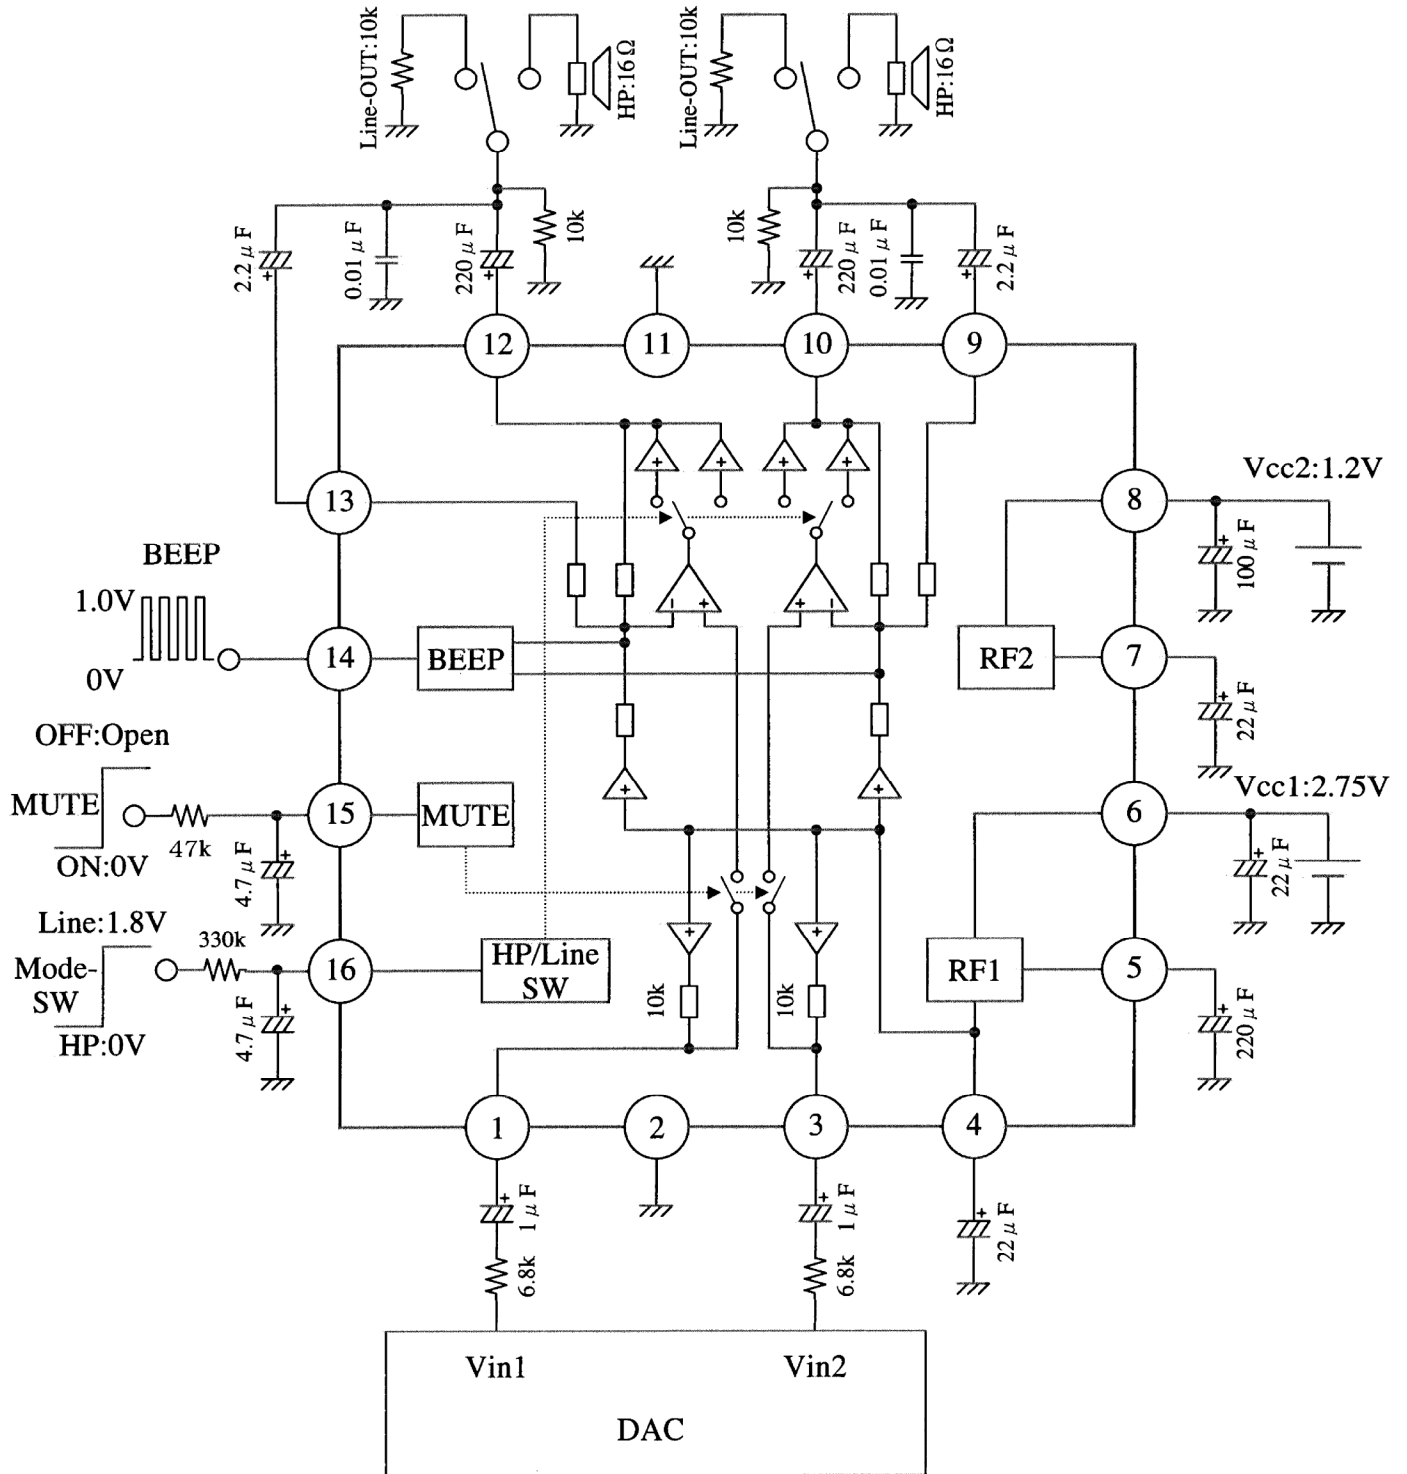 Line-OUT:10k
HP:16Ω
Line-OUT:10k
HP:16Ω
2.2μF
0.01μF
220μF
10k
10k
220μF
0.01μF
2.2μF
12
11
10
9
13
8
Vcc2:1.2V
100μF
BEEP
1.0V
0V
14
BEEP
RF2
7
22μF
OFF:Open
MUTE
ON:0V
47k
4.7μF
15
MUTE
6
Vcc1:2.75V
22μF
Line:1.8V
Mode-
SW
HP:0V
330k
4.7μF
16
HP/Line
SW
10k
10k
RF1
5
220μF
1
2
3
4
1μF
6.8k
1μF
6.8k
22μF
Vin1
Vin2
DAC